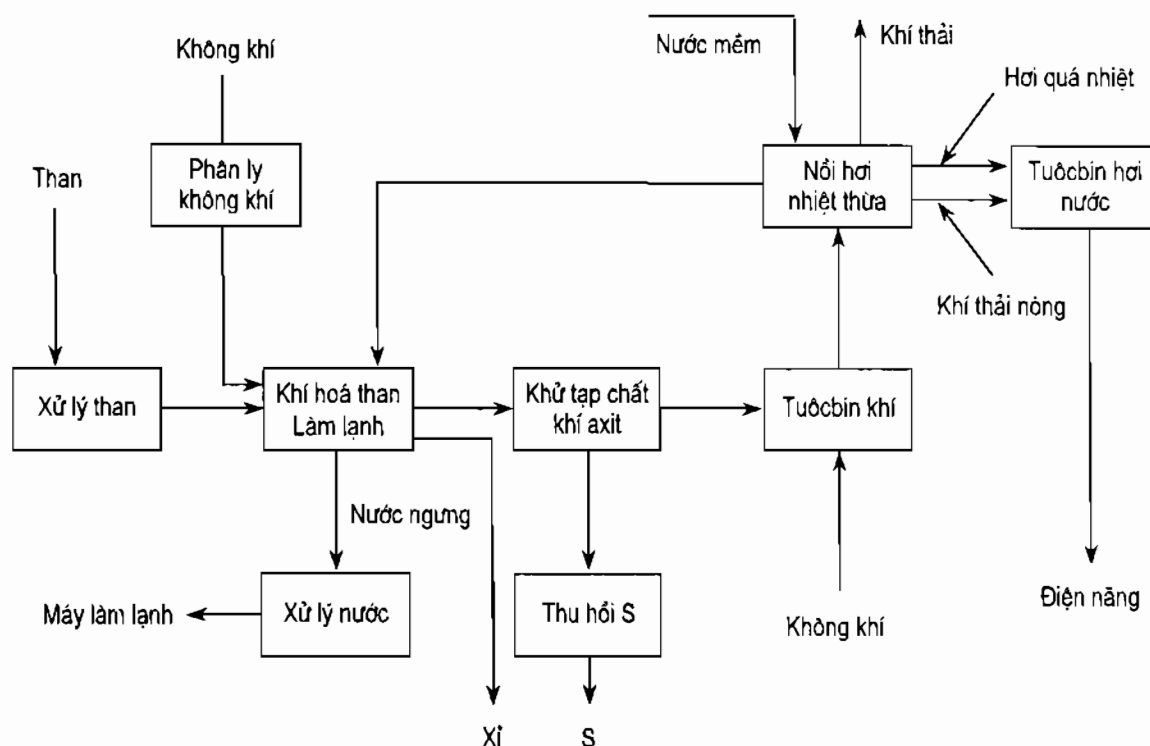 Không khí
Nước mềm
Khí thải
Hơi quá nhiệt
Than
Phân ly
không khí
Nồi hơi
nhiệt thừa
Tuôcbin hơi
nước
Khí thải nóng
Xử lý than
Khí hoá than
Làm lạnh
Khử tạp chất
khí axit
Tuôcbin khí
Nước ngưng
Máy làm lạnh
Xử lý nước
Thu hồi S
Không khí
Điện năng
Xỉ
S